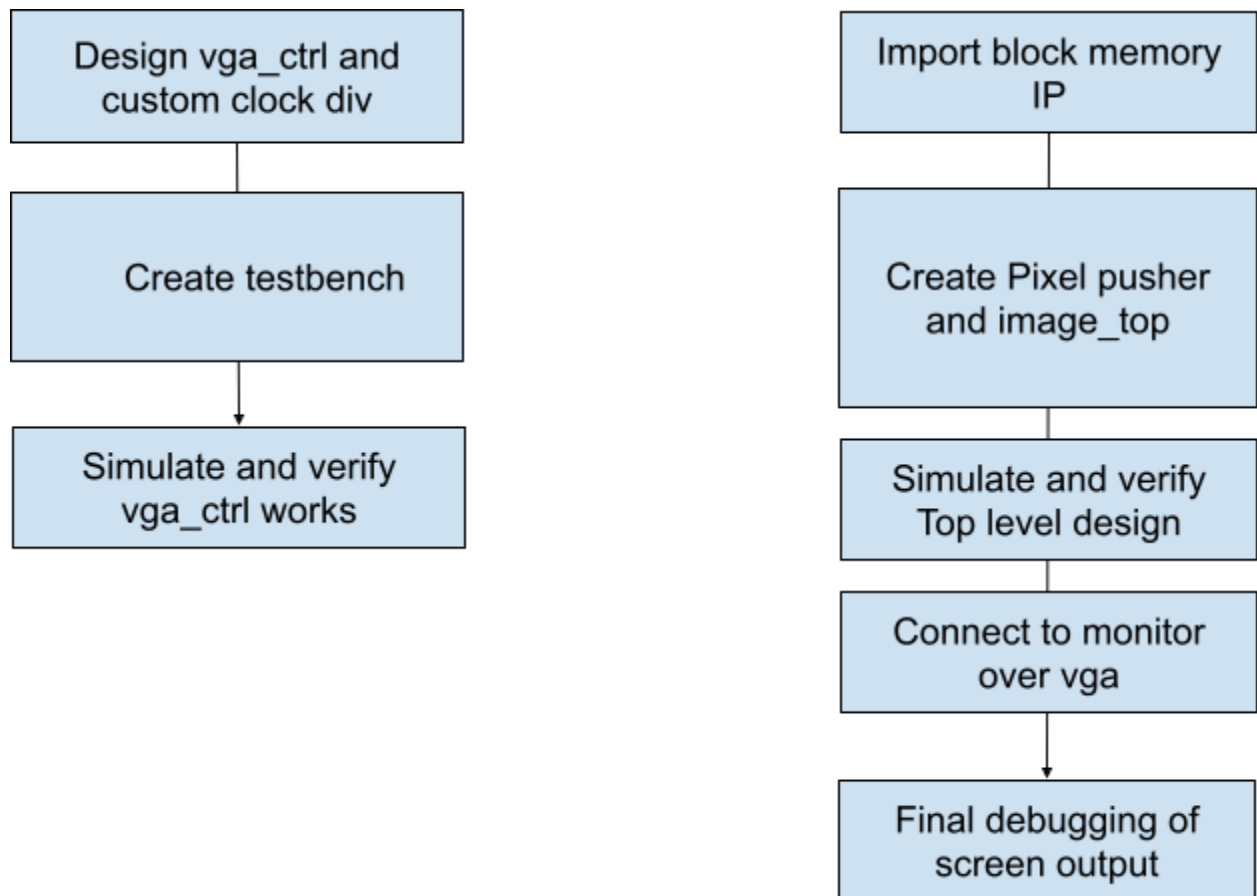 Design vga_ctrl and
custom clock div
Create testbench
Simulate and verify
vga_ctrl works
Import block memory
IP
Create Pixel pusher
and image_top
Simulate and verify
Top level design
Connect to monitor
over vga
Final debugging of
screen output